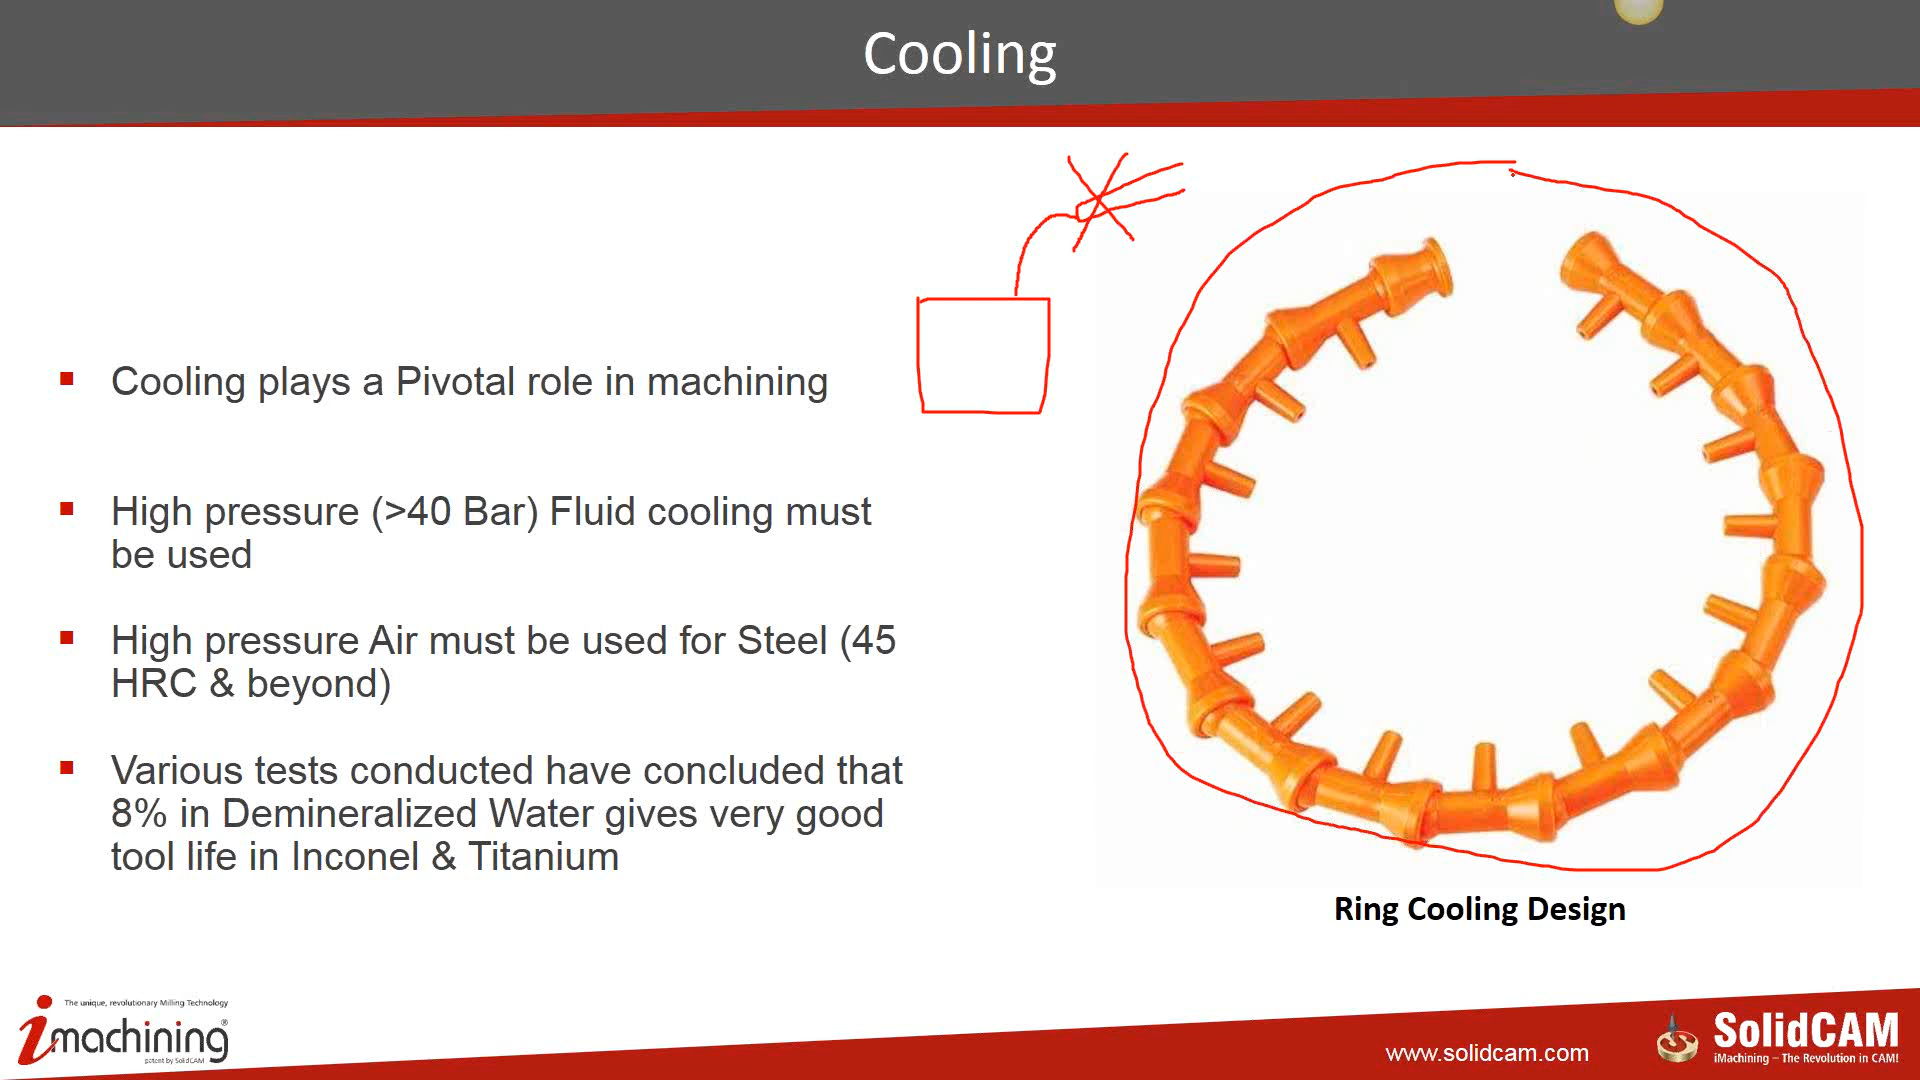 Cooling
Cooling plays a Pivotal role in machining
High pressure (>40 Bar) Fluid cooling must
be used
High pressure Air must be used for Steel (45
HRC & beyond)
Various tests conducted have concluded that
8% in Demineralized Water gives very good
tool life in Inconel & Titanium
Ring Cooling Design
The unique, revolutionary Milling Technology
imachining®
patent by SolidCAM
www.solidcam.com
SolidCAM
iMachining – The Revolution in CAM!